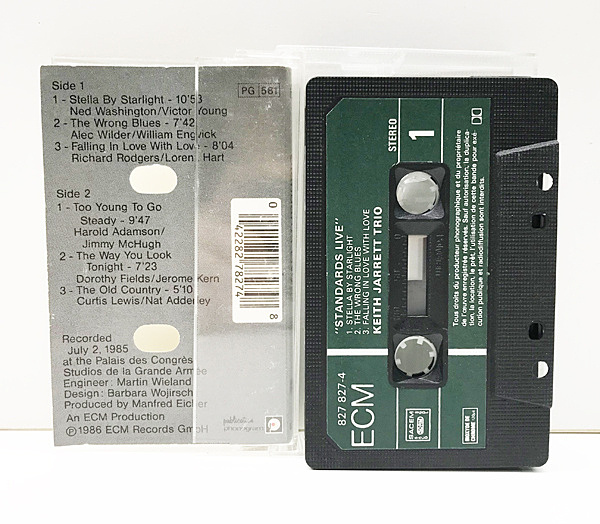 Side 1
PG 561
1 - Stella By Starlight - 10'53
Ned Washington/Victor Young
2 - The Wrong Blues - 7'42
Alec Wilder/William Engvick
3 - Falling In Love With Love - 8'04
Richard Rodgers/Lorenz Hart
Side 2
1 - Too Young To Go
Steady - 9'47
Harold Adamson/
Jimmy McHugh
2 - The Way You Look
Tonight - 7'23
Dorothy Fields/Jerome Kern
3 - The Old Country - 5'10
Curtis Lewis/Nat Adderley
0 42282 78274 8
Recorded
July 2, 1985
at the Palais des Congrès
Studios de la Grande Armée
Engineer: Martin Wieland
Design: Barbara Wojirsch
Produced by Manfred Eicher
An ECM Production
℗1986 ECM Records GmbH
phonogram
827 827-4
ECM
"STANDARDS LIVE"
1. STELLA BY STARLIGHT
2. THE WRONG BLUES
3. FALLING IN LOVE WITH LOVE
KEITH JARRETT TRIO
STEREO
1
SACEM
Tous droits du producteur phonographique et du propriétaire
de l'œuvre enregistrée réservés. Sauf autorisation, la duplica-
tion, la location, le prêt, l'utilisation de cette bande pour exé-
cution publique et radiodiffusion sont interdits.